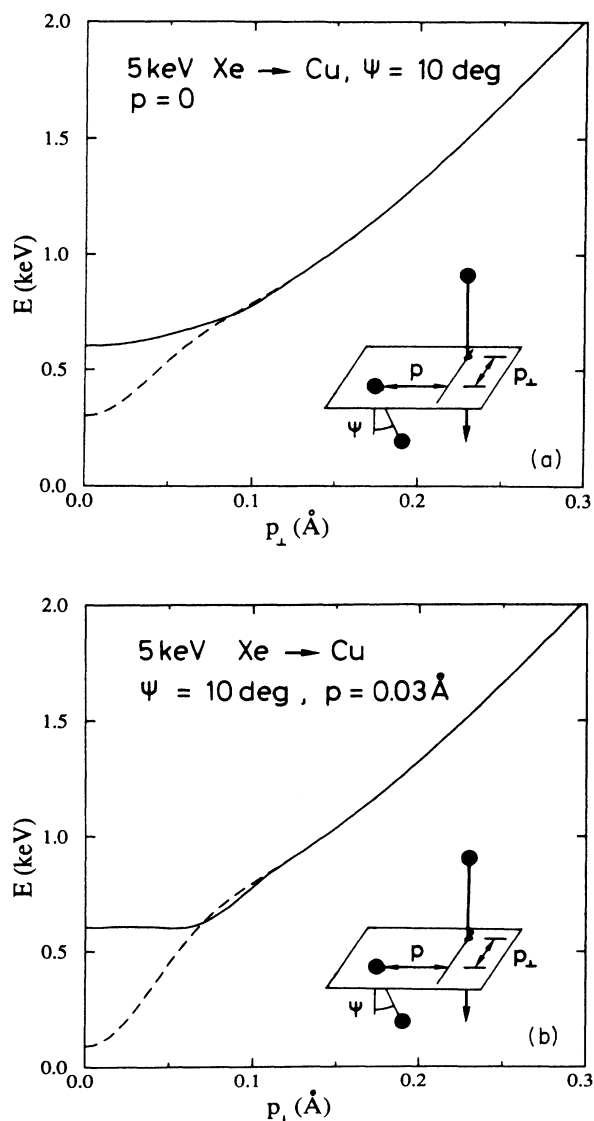 2.0
5 keV Xe → Cu, Ψ = 10 deg
p = 0
1.5
E (keV)
1.0
0.5
0.0
p
p⊥
Ψ
(a)
0.0 0.1 0.2 0.3
p⊥ (Å)
2.0
5 keV Xe → Cu
Ψ = 10 deg , p = 0.03 Å
1.5
E (keV)
1.0
0.5
0.0
p
p⊥
Ψ
(b)
0.0 0.1 0.2 0.3
p⊥ (Å)